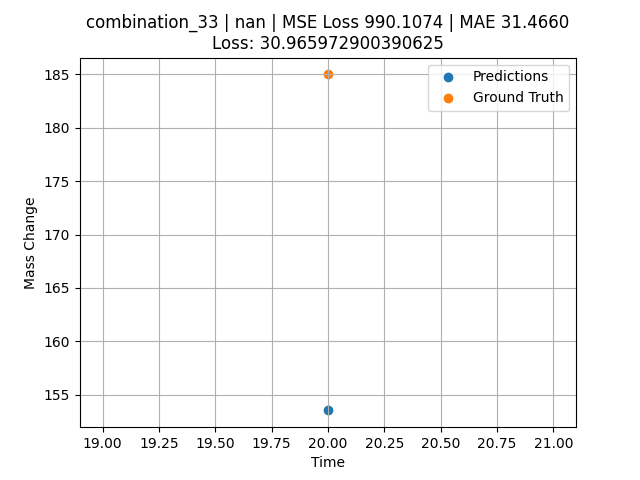 combination_33 | nan | MSE Loss 990.1074 | MAE 31.4660
Loss: 30.965972900390625
Predictions
Ground Truth
185
180
175
170
165
160
155
Mass Change
19.00 19.25 19.50 19.75 20.00 20.25 20.50 20.75 21.00
Time